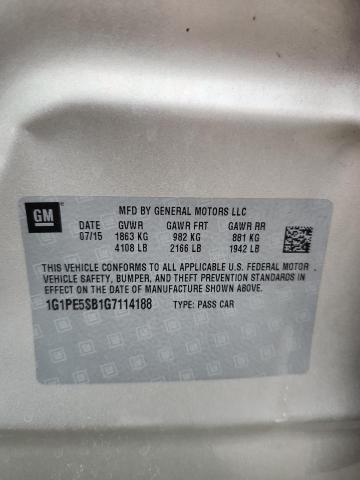 GM
MFD BY GENERAL MOTORS LLC
DATE GVWR GAWR FRT GAWR RR
07/15 1863 KG 982 KG 881 KG
4108 LB 2166 LB 1942 LB
THIS VEHICLE CONFORMS TO ALL APPLICABLE U.S. FEDERAL MOTOR
VEHICLE SAFETY, BUMPER, AND THEFT PREVENTION STANDARDS IN
EFFECT ON THE DATE OF MANUFACTURE SHOWN ABOVE.
1G1PE5SB1G7114188 TYPE: PASS CAR